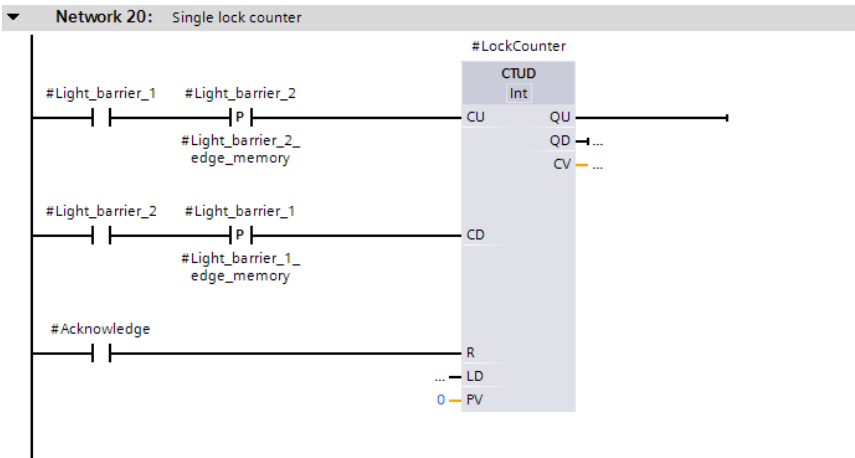 Network 20: Single lock counter
#LockCounter
CTUD
Int
#Light_barrier_1 #Light_barrier_2
P
CU QU
#Light_barrier_2_
edge_memory
QD ...
CV ...
#Light_barrier_2 #Light_barrier_1
P
CD
#Light_barrier_1_
edge_memory
#Acknowledge
R
... LD
0 PV